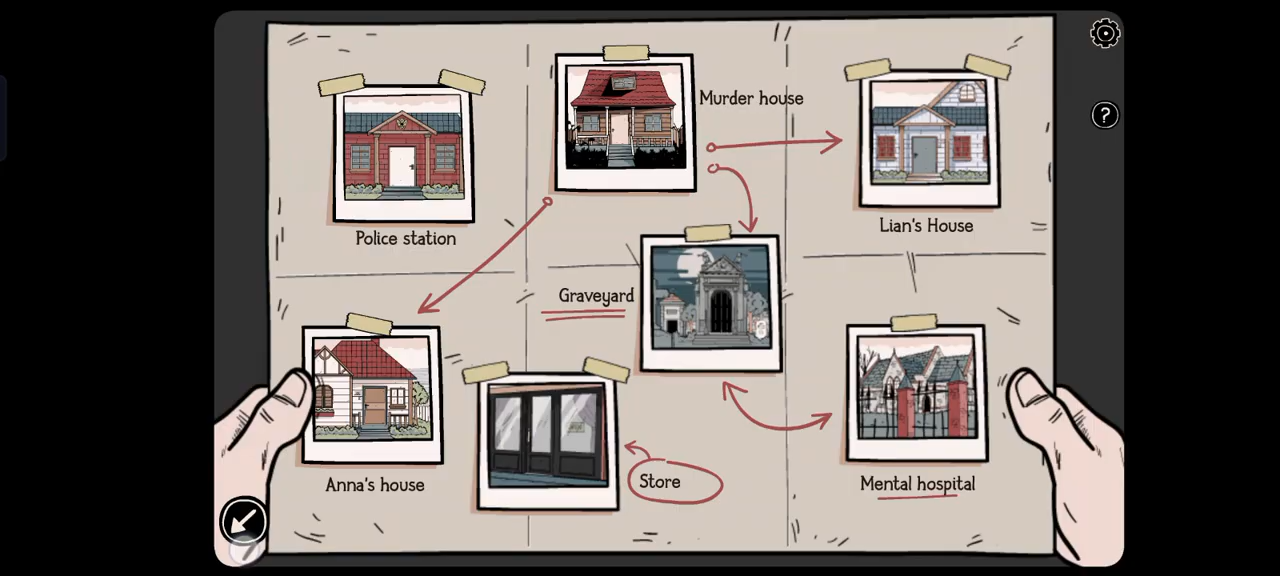 Murder house
Police station
Lian's House
Graveyard
Anna's house
Store
Mental hospital
?